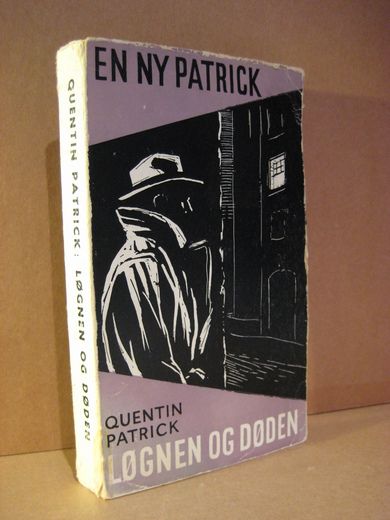 EN NY PATRICK
QUENTIN
PATRICK
LØGNEN OG DØDEN
QUENTIN PATRICK: LØGNEN OG DØDEN